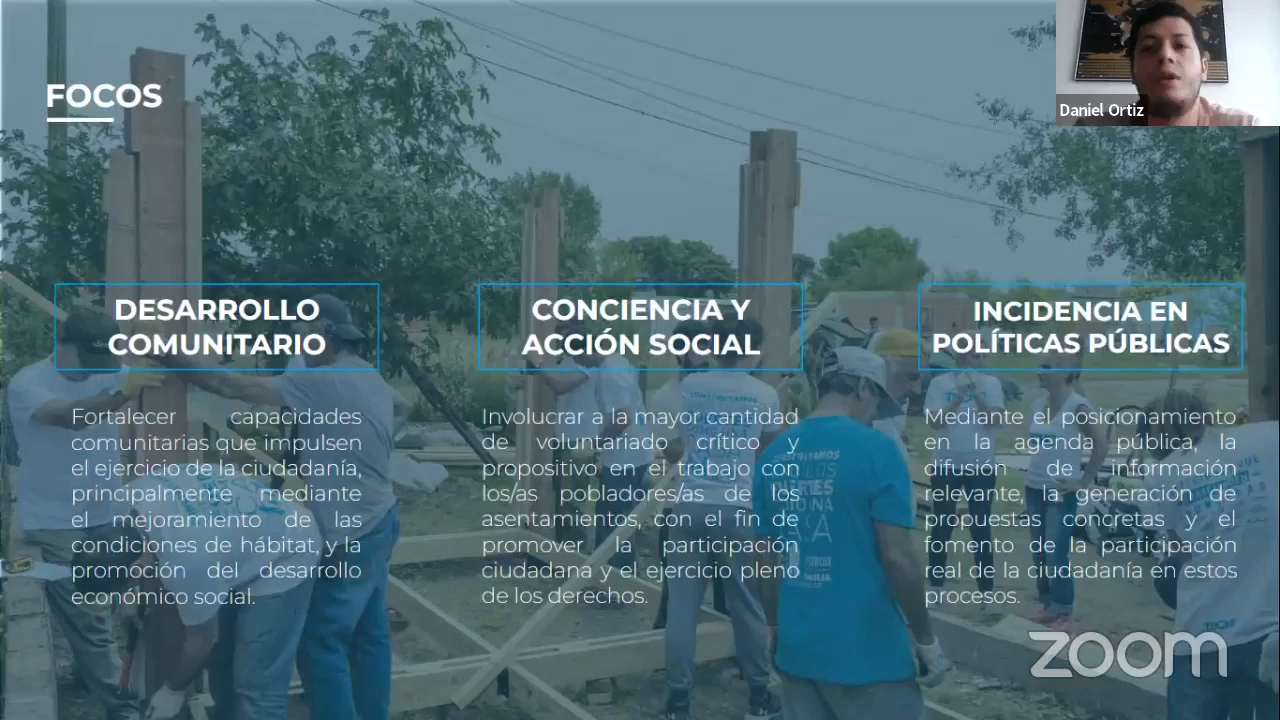 FOCOS
Daniel Ortiz
DESARROLLO
COMUNITARIO
Fortalecer capacidades
comunitarias que impulsen
el ejercicio de la ciudadanía,
principalmente mediante
el mejoramiento de las
condiciones de hábitat, y la
promoción del desarrollo
económico social.
CONCIENCIA Y
ACCIÓN SOCIAL
Involucrar a la mayor cantidad
de voluntariado crítico y
propositivo en el trabajo con
los/as pobladores/as de los
asentamientos, con el fin de
promover la participación
ciudadana y el ejercicio pleno
de los derechos.
INCIDENCIA EN
POLÍTICAS PÚBLICAS
Mediante el posicionamiento
en la agenda pública, la
difusión de información
relevante, la generación de
propuestas concretas y el
fomento de la participación
real de la ciudadanía en estos
procesos.
zoom